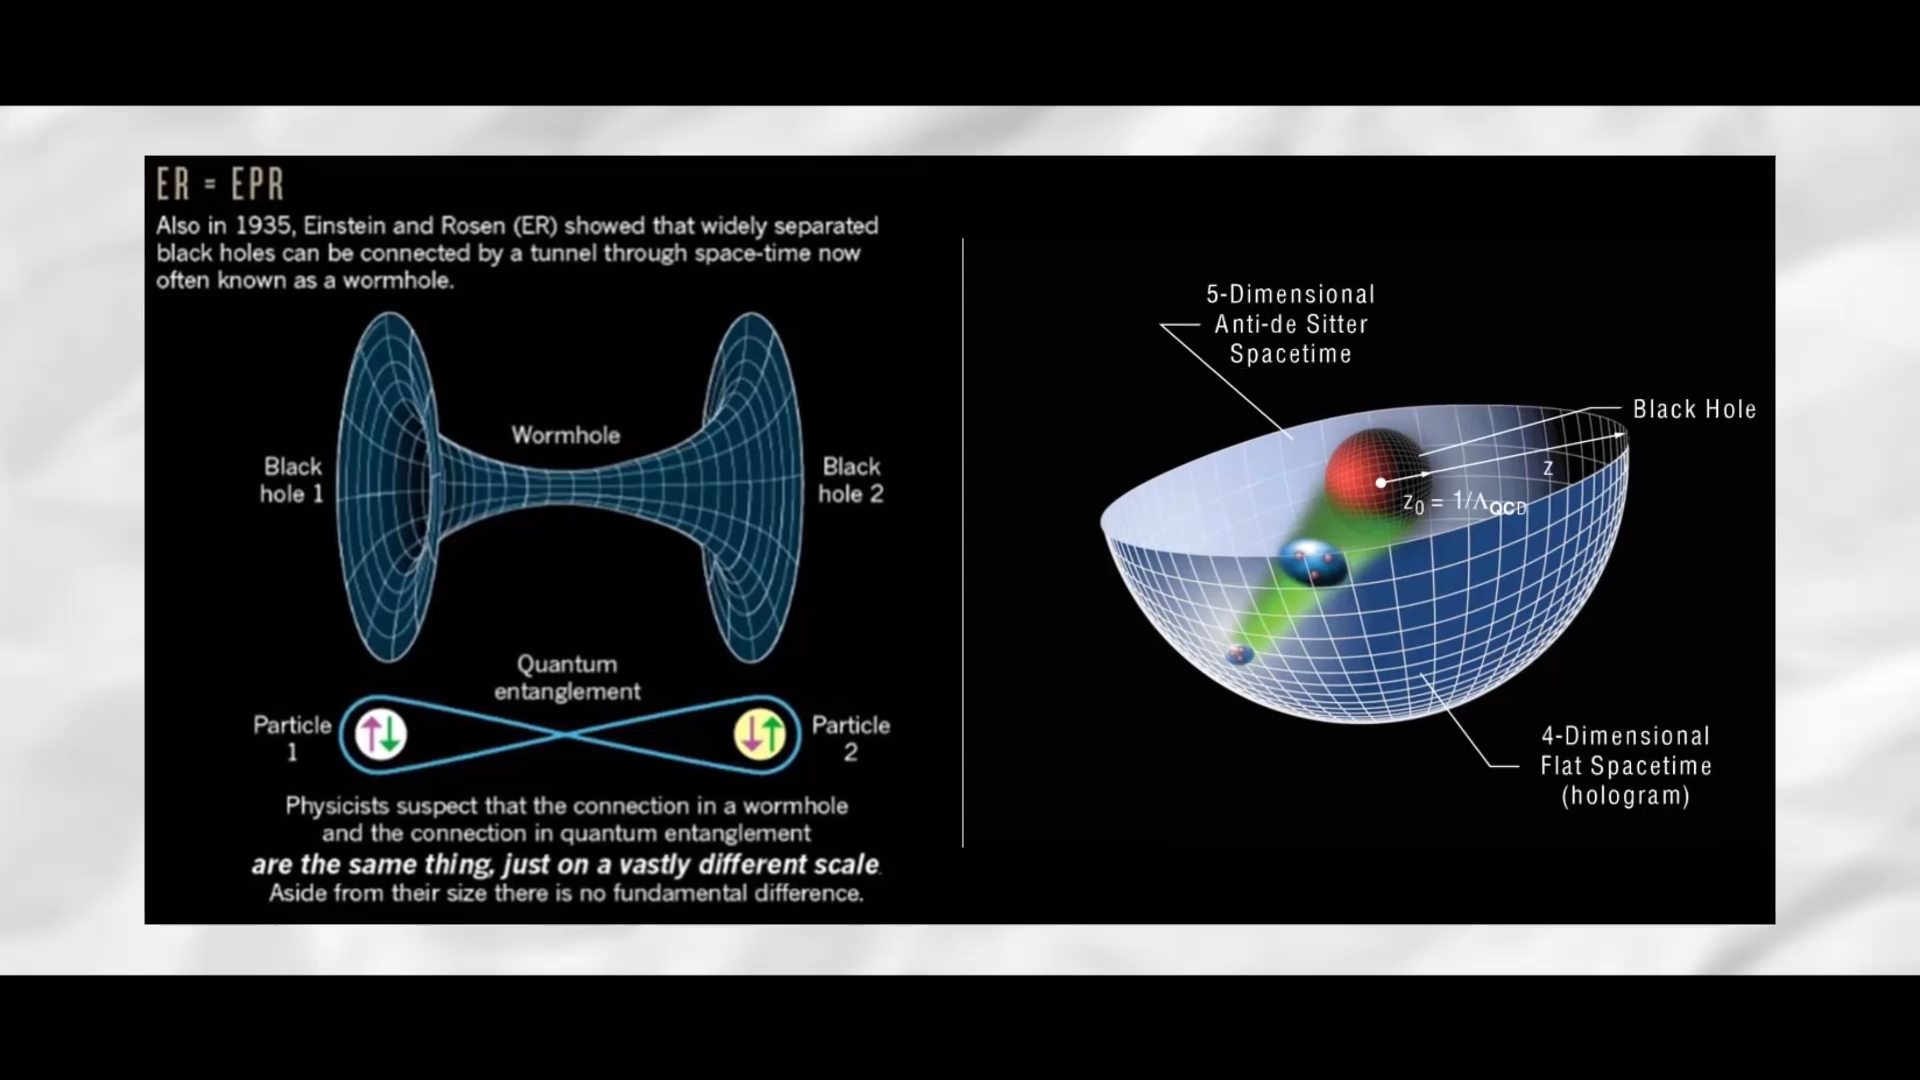 ER = EPR
Also in 1935, Einstein and Rosen (ER) showed that widely separated
black holes can be connected by a tunnel through space-time now
often known as a wormhole.
Wormhole
Black
hole 1
Black
hole 2
Quantum
entanglement
Particle
1
Particle
2
Physicists suspect that the connection in a wormhole
and the connection in quantum entanglement
are the same thing, just on a vastly different scale.
Aside from their size there is no fundamental difference.
5-Dimensional
Anti-de Sitter
Spacetime
Black Hole
z
z₀ = 1/Λ_QCD
4-Dimensional
Flat Spacetime
(hologram)